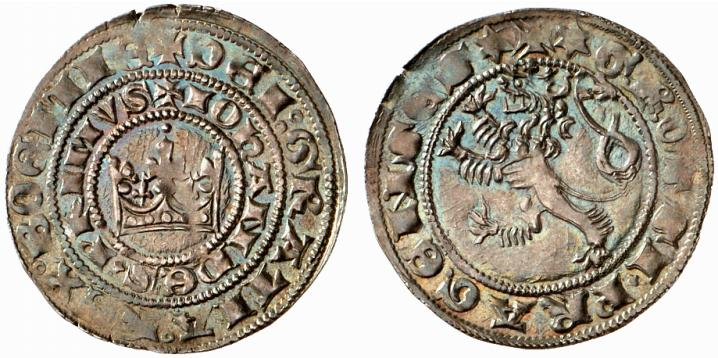 IOHANNES PRIMVS
DEI:GRATIA:REX:BOEMIE
GROSSI:PRAGENSES